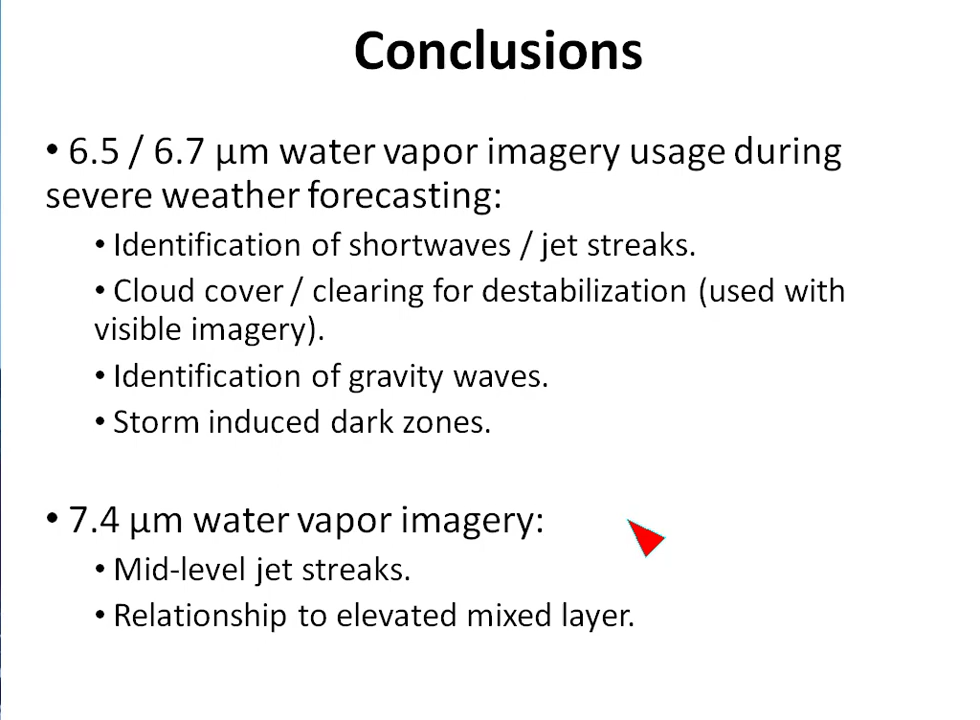 Conclusions
• 6.5 / 6.7 µm water vapor imagery usage during
severe weather forecasting:
• Identification of shortwaves / jet streaks.
• Cloud cover / clearing for destabilization (used with
visible imagery).
• Identification of gravity waves.
• Storm induced dark zones.
• 7.4 µm water vapor imagery:
• Mid-level jet streaks.
• Relationship to elevated mixed layer.